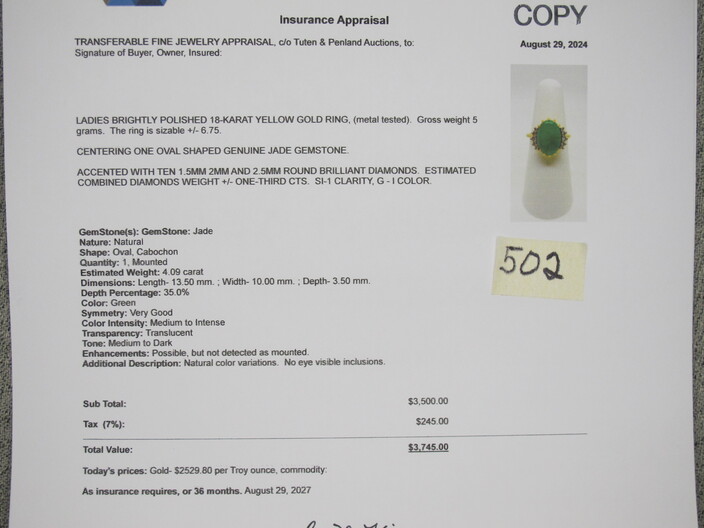 Insurance Appraisal
COPY
TRANSFERABLE FINE JEWELRY APPRAISAL, c/o Tuten & Penland Auctions, to:
August 29, 2024
Signature of Buyer, Owner, Insured:
LADIES BRIGHTLY POLISHED 18-KARAT YELLOW GOLD RING, (metal tested). Gross weight 5
grams. The ring is sizable +/- 6.75.
CENTERING ONE OVAL SHAPED GENUINE JADE GEMSTONE.
ACCENTED WITH TEN 1.5MM 2MM AND 2.5MM ROUND BRILLIANT DIAMONDS. ESTIMATED
COMBINED DIAMONDS WEIGHT +/- ONE-THIRD CTS. SI-1 CLARITY, G - I COLOR.
502
GemStone(s): GemStone: Jade
Nature: Natural
Shape: Oval, Cabochon
Quantity: 1, Mounted
Estimated Weight: 4.09 carat
Dimensions: Length- 13.50 mm. ; Width- 10.00 mm. ; Depth- 3.50 mm.
Depth Percentage: 35.0%
Color: Green
Symmetry: Very Good
Color Intensity: Medium to Intense
Transparency: Translucent
Tone: Medium to Dark
Enhancements: Possible, but not detected as mounted.
Additional Description: Natural color variations. No eye visible inclusions.
Sub Total: $3,500.00
Tax (7%): $245.00
Total Value: $3,745.00
Today's prices: Gold- $2529.80 per Troy ounce, commodity:
As insurance requires, or 36 months. August 29, 2027